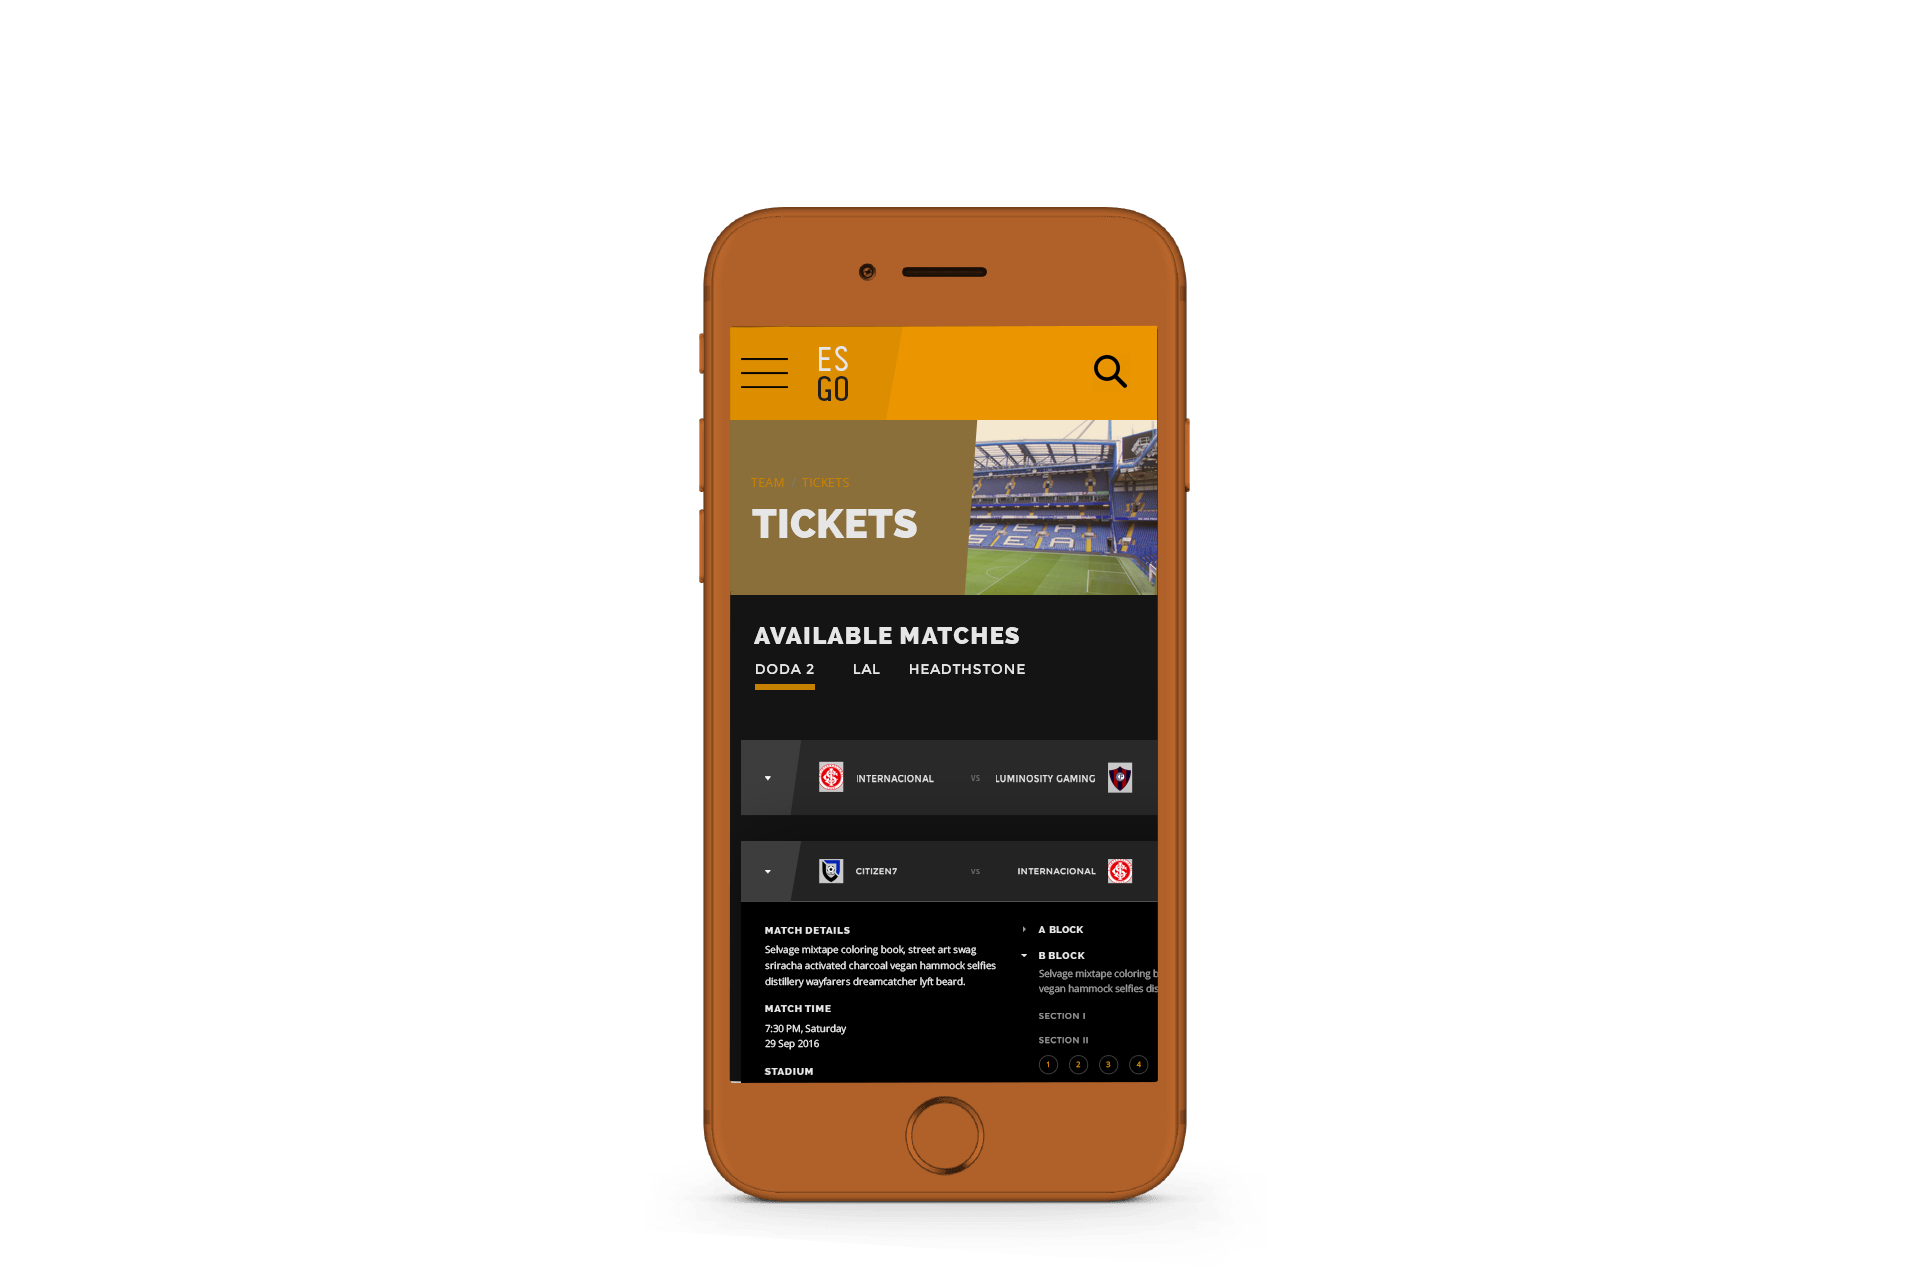 ES
GO
TEAM / TICKETS
TICKETS
AVAILABLE MATCHES
DODA 2 LAL HEADTHSTONE
INTERNACIONAL VS LUMINOSITY GAMING
CITIZEN7 VS INTERNACIONAL
MATCH DETAILS
Selvage mixtape coloring book, street art swag
sriracha activated charcoal vegan hammock selfies
distillery wayfarers dreamcatcher lyft beard.
MATCH TIME
7:30 PM, Saturday
29 Sep 2016
STADIUM
A BLOCK
B BLOCK
Selvage mixtape coloring b
vegan hammock selfies dis
SECTION I
SECTION II
1 2 3 4